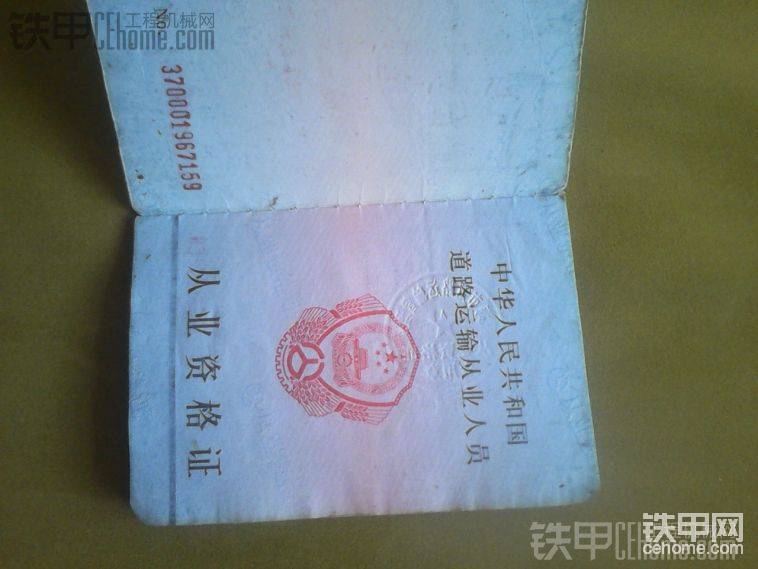 铁甲 工程机械网
CEhome.com
No
370001967159
中华人民共和国
道路运输从业人员
从业资格证
铁甲网
cehome.com